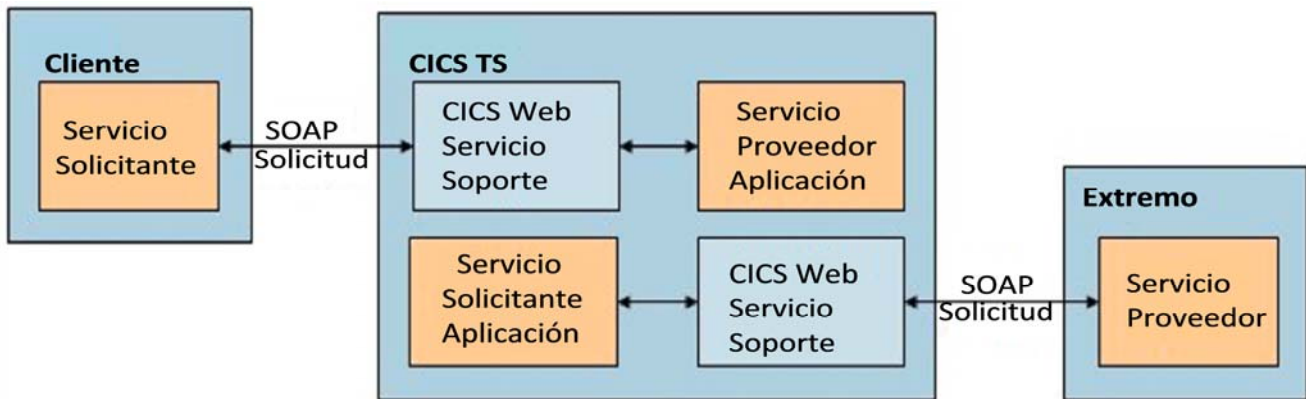 Cliente
Servicio
Solicitante
SOAP
Solicitud
CICS TS
CICS Web
Servicio
Soporte
Servicio
Proveedor
Aplicación
Servicio
Solicitante
Aplicación
CICS Web
Servicio
Soporte
SOAP
Solicitud
Extremo
Servicio
Proveedor